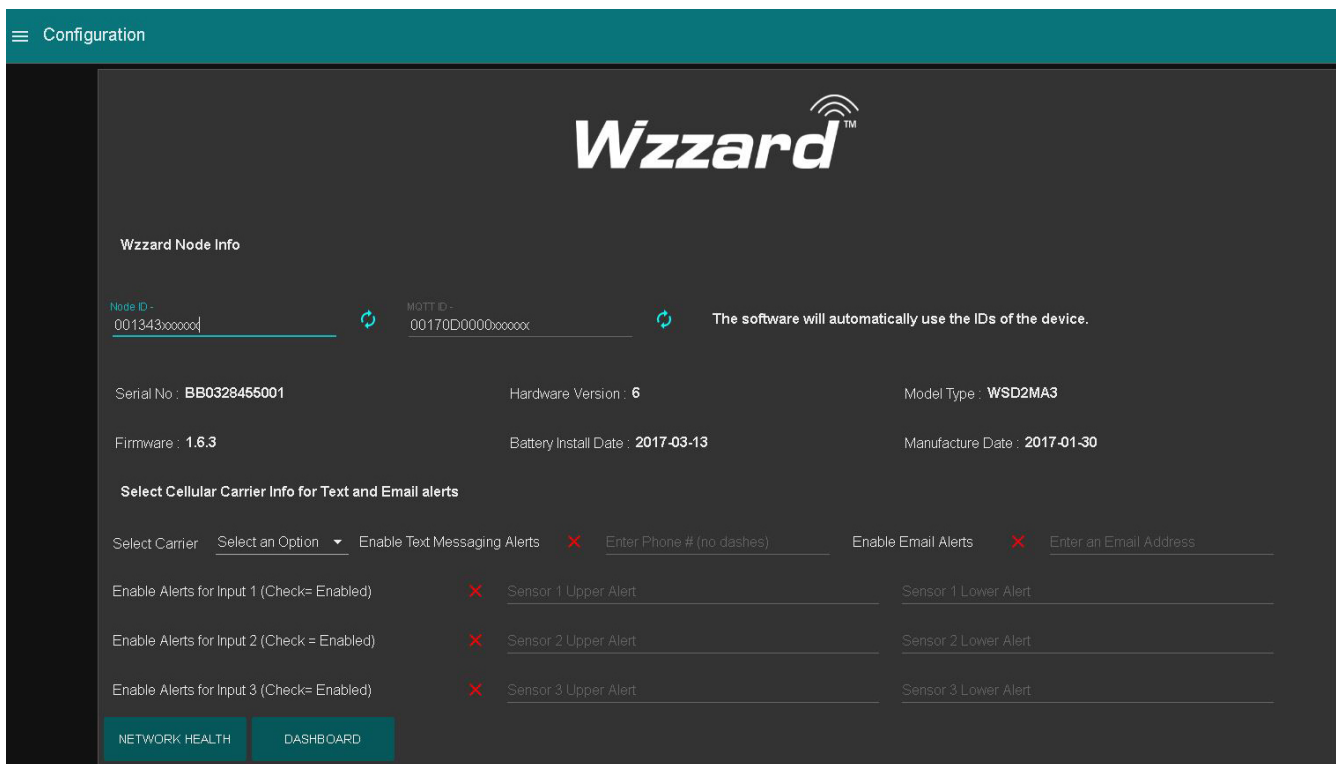 Configuration
Wzzard™
Wzzard Node Info
Node ID -
MQTT ID -
001343xxxxxx
00170D0000xxxxxx
The software will automatically use the IDs of the device.
Serial No : BB0328455001 Hardware Version : 6 Model Type : WSD2MA3
Firmware : 1.6.3 Battery Install Date : 2017-03-13 Manufacture Date : 2017-01-30
Select Cellular Carrier Info for Text and Email alerts
Select Carrier Select an Option Enable Text Messaging Alerts Enter Phone # (no dashes) Enable Email Alerts Enter an Email Address
Enable Alerts for Input 1 (Check= Enabled) Sensor 1 Upper Alert Sensor 1 Lower Alert
Enable Alerts for Input 2 (Check = Enabled) Sensor 2 Upper Alert Sensor 2 Lower Alert
Enable Alerts for Input 3 (Check= Enabled) Sensor 3 Upper Alert Sensor 3 Lower Alert
NETWORK HEALTH DASHBOARD